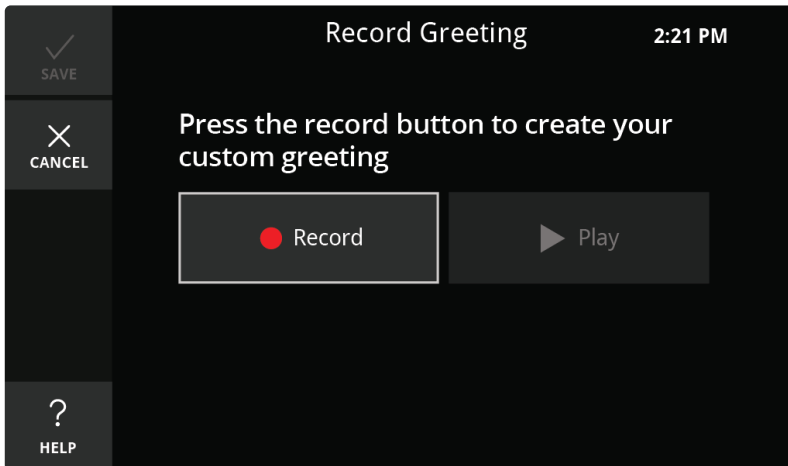 Record Greeting
2:21 PM
SAVE
CANCEL
Press the record button to create your
custom greeting
Record
Play
?
HELP